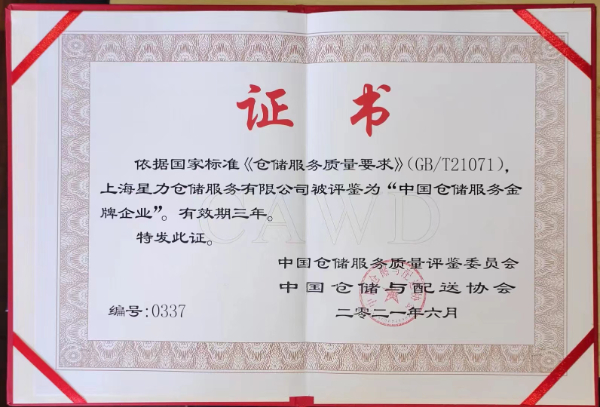 证书
依据国家标准《仓储服务质量要求》(GB/T21071),
上海星力仓储服务有限公司被评鉴为“中国仓储服务金
牌企业”。有效期三年。
特发此证。
CAWD
中国仓储服务质量评鉴委员会
中国仓储与配送协会
编号:0337
二零二一年六月